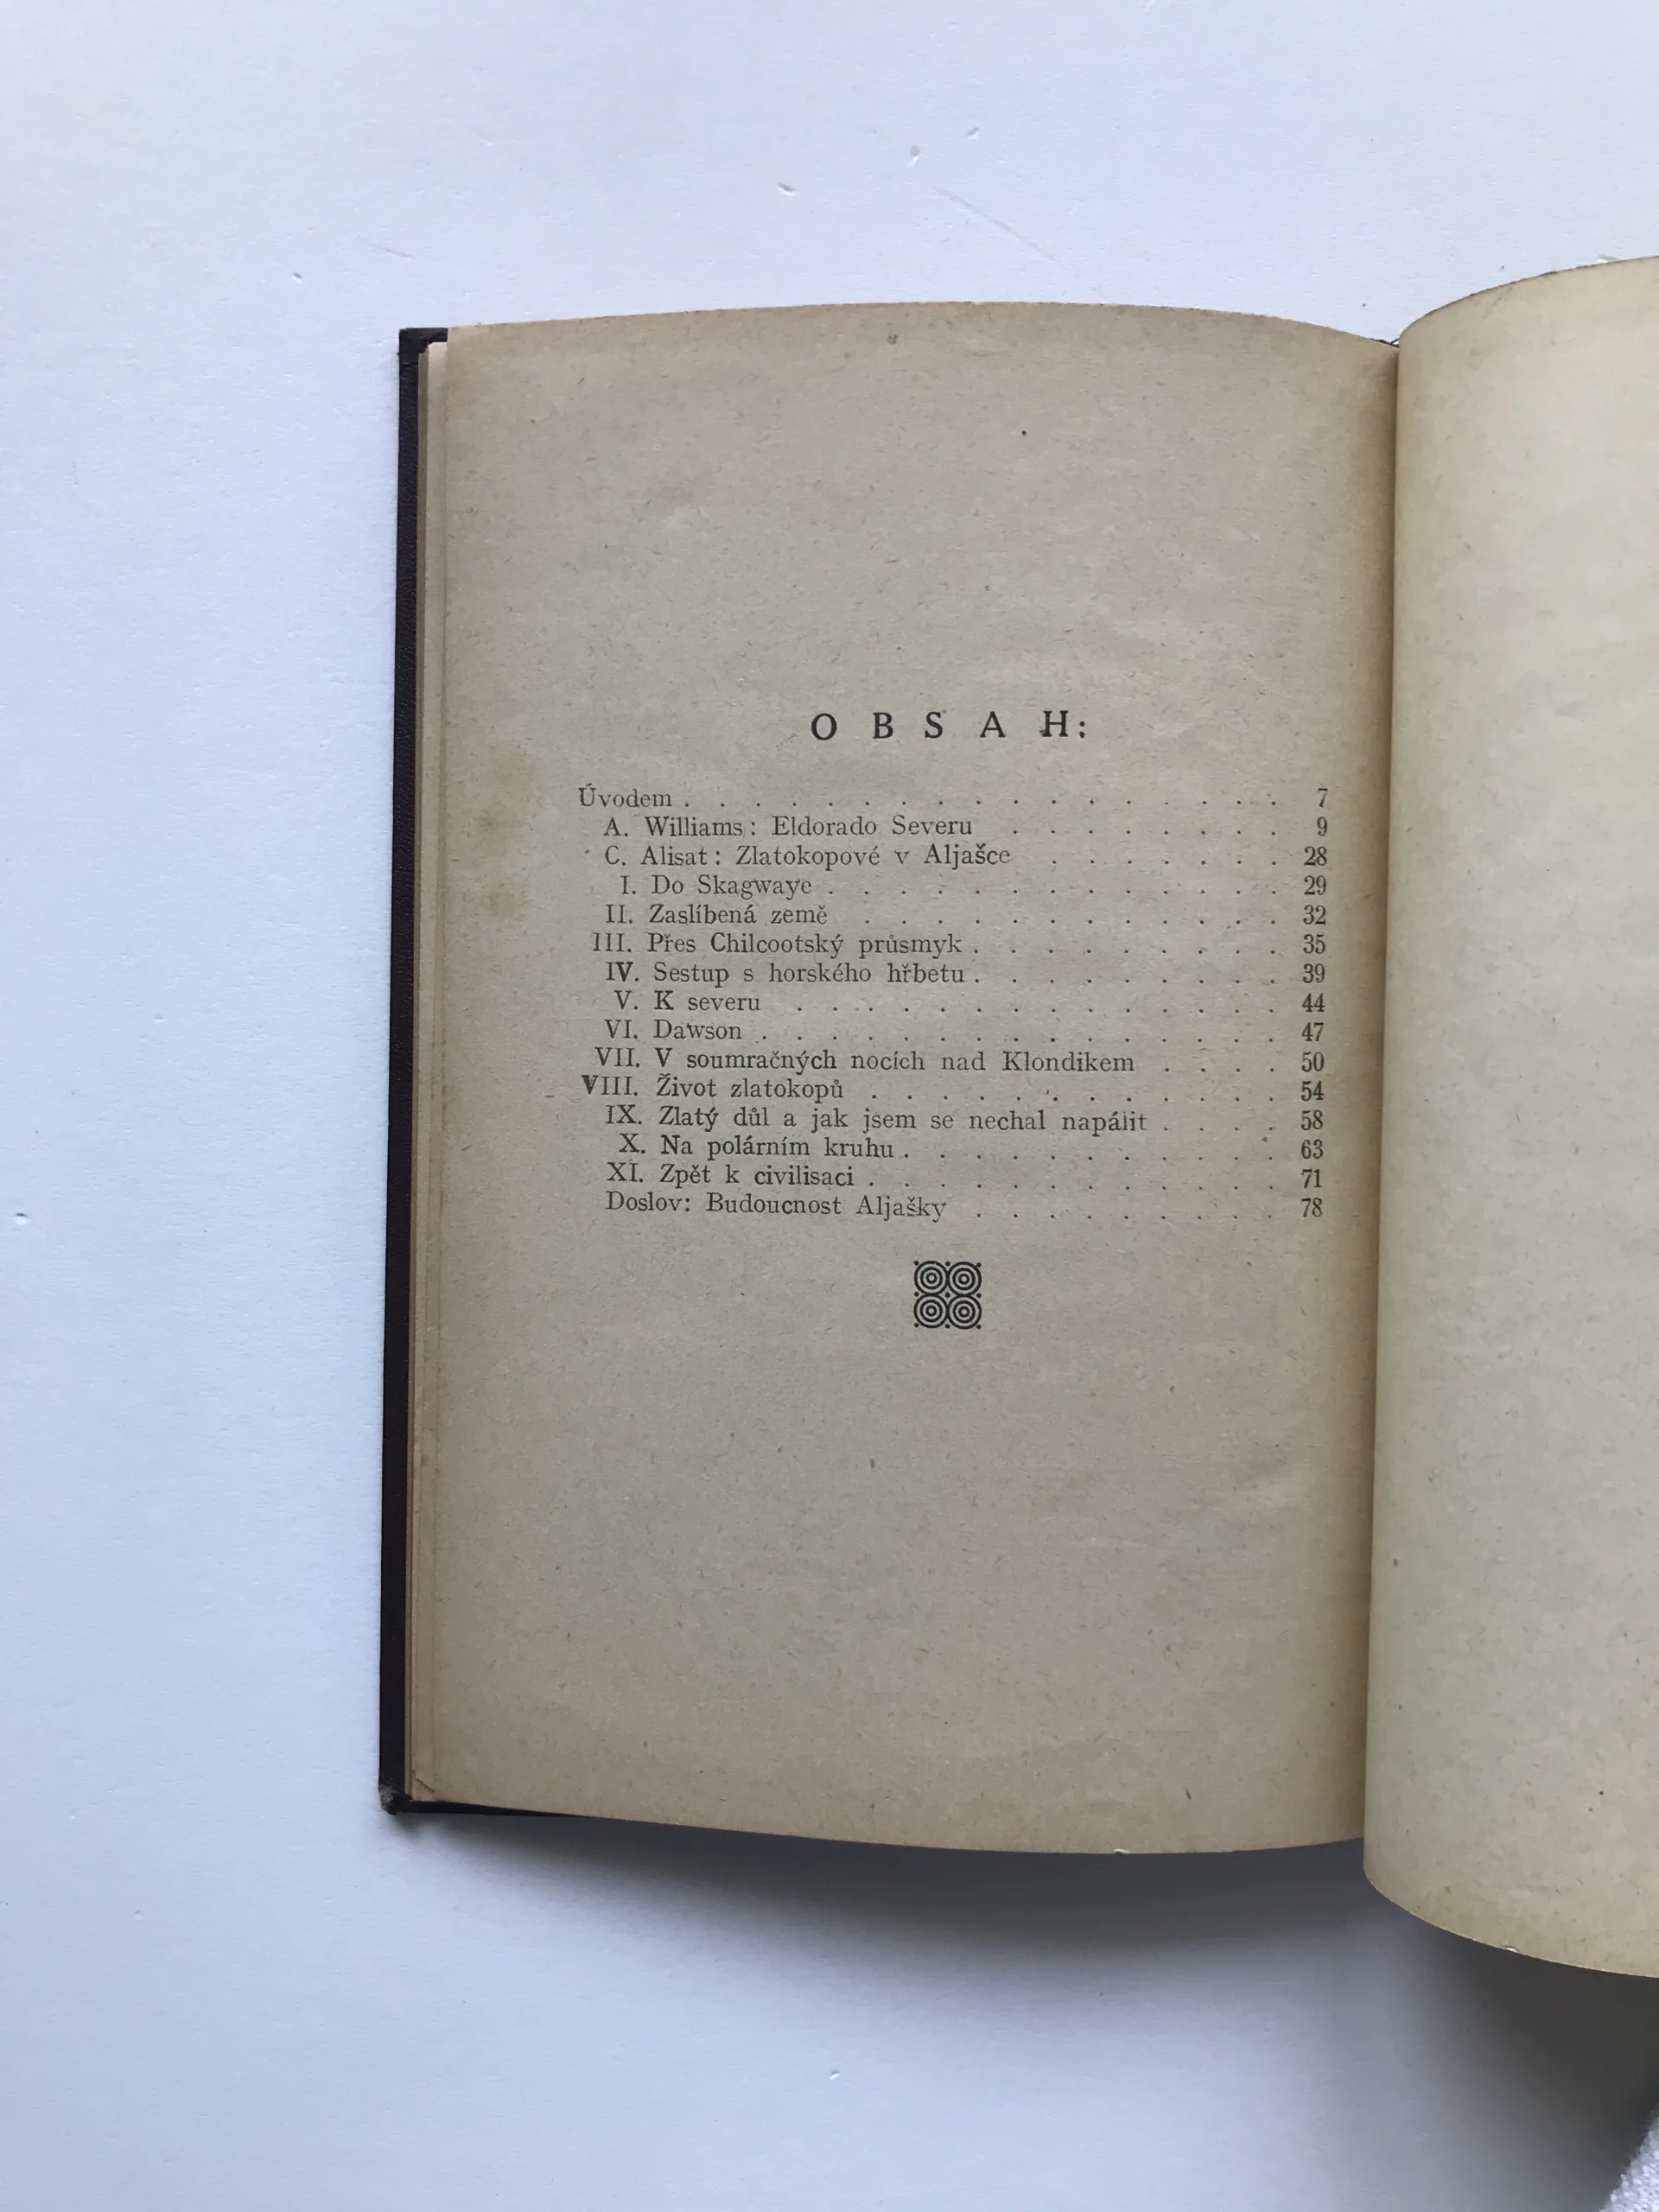 OBSAH:
Úvodem . . . . . . . . . . . . . . . . . 7
A. Williams: Eldorado Severu . . . . . . . . 9
C. Alisat: Zlatokopové v Aljašce . . . . . . . 28
I. Do Skagwaye . . . . . . . . . . . . . 29
II. Zaslíbená země . . . . . . . . . . . . 32
III. Přes Chilcootský průsmyk . . . . . . . . . 35
IV. Sestup s horského hřbetu . . . . . . . . . 39
V. K severu . . . . . . . . . . . . . . 44
VI. Dawson . . . . . . . . . . . . . . . 47
VII. V soumračných nocích nad Klondikem . . . . 50
VIII. Život zlatokopů . . . . . . . . . . . . 54
IX. Zlatý důl a jak jsem se nechal napálit . . . . 58
X. Na polárním kruhu . . . . . . . . . . . 63
XI. Zpět k civilisaci . . . . . . . . . . . . 71
Doslov: Budoucnost Aljašky . . . . . . . . . 78